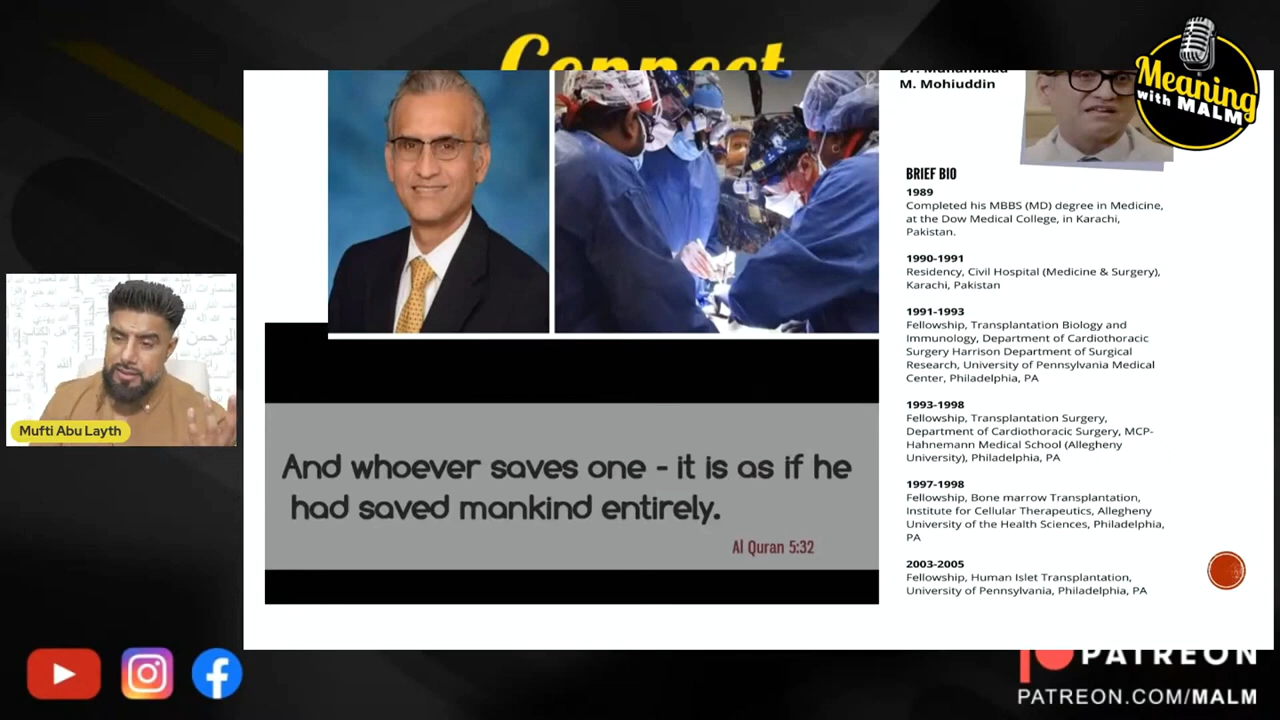 Connect
Meaning
with MALM
M. Mohiuddin
BRIEF BIO
1989
Completed his MBBS (MD) degree in Medicine,
at the Dow Medical College, in Karachi,
Pakistan.
1990-1991
Residency, Civil Hospital (Medicine & Surgery),
Karachi, Pakistan
1991-1993
Fellowship, Transplantation Biology and
Immunology, Department of Cardiothoracic
Surgery Harrison Department of Surgical
Research, University of Pennsylvania Medical
Center, Philadelphia, PA
1993-1998
Fellowship, Transplantation Surgery,
Department of Cardiothoracic Surgery, MCP-
Hahnemann Medical School (Allegheny
University), Philadelphia, PA
1997-1998
Fellowship, Bone marrow Transplantation,
Institute for Cellular Therapeutics, Allegheny
University of the Health Sciences, Philadelphia,
PA
2003-2005
Fellowship, Human Islet Transplantation,
University of Pennsylvania, Philadelphia, PA
And whoever saves one - it is as if he
had saved mankind entirely.
Al Quran 5:32
Mufti Abu Layth
PATREON
PATREON.COM/MALM